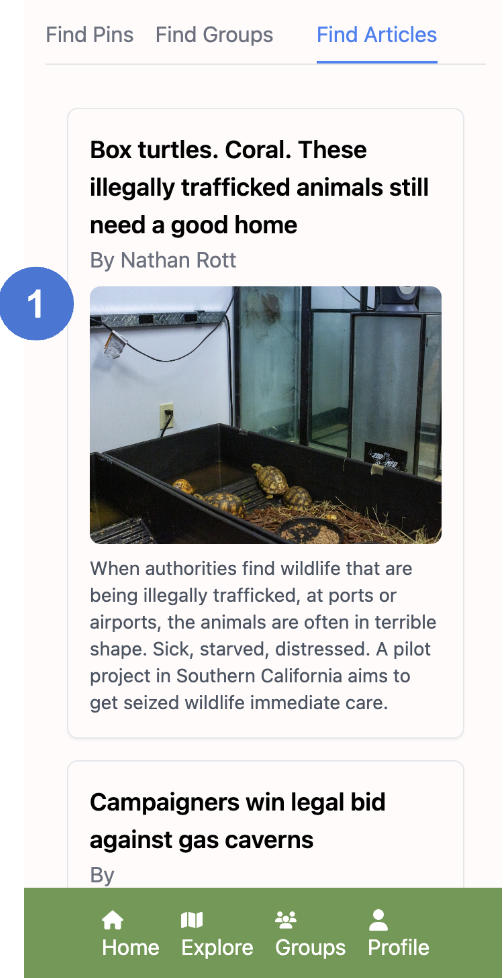 Find Pins Find Groups Find Articles
Box turtles. Coral. These
illegally trafficked animals still
need a good home
By Nathan Rott
1
When authorities find wildlife that are
being illegally trafficked, at ports or
airports, the animals are often in terrible
shape. Sick, starved, distressed. A pilot
project in Southern California aims to
get seized wildlife immediate care.
Campaigners win legal bid
against gas caverns
By
Home Explore Groups Profile